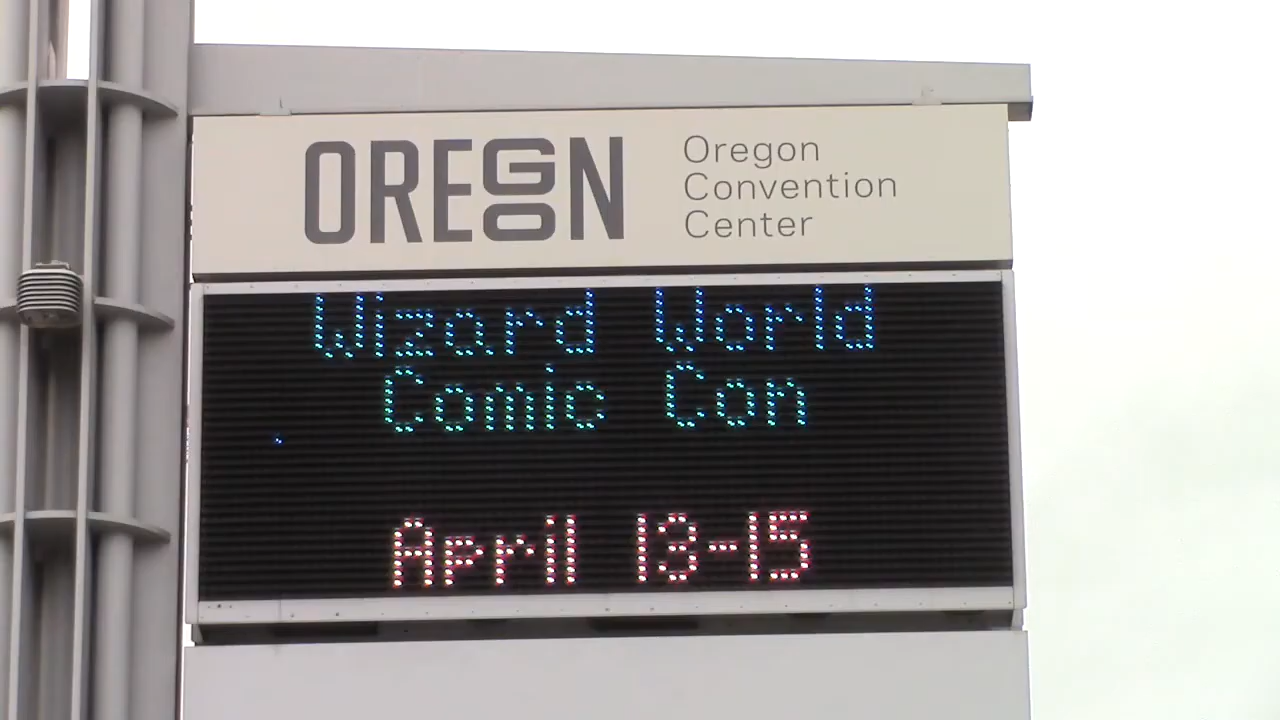 OREGON
Oregon
Convention
Center
Wizard World
Comic Con
April 13-15